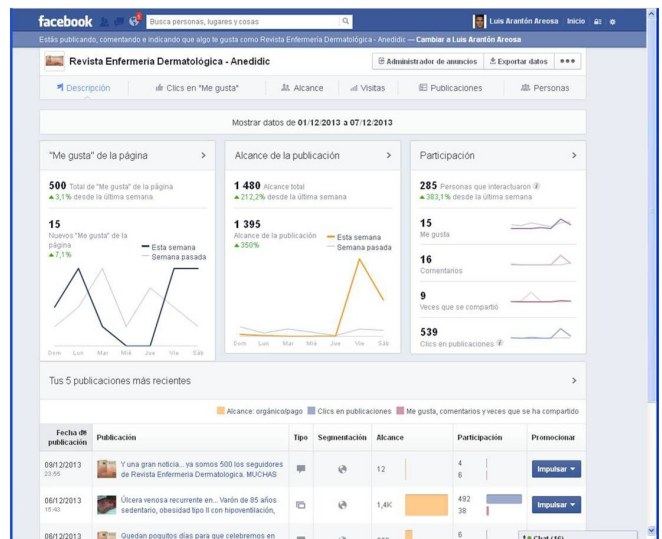 facebook
Busca personas, lugares y cosas
Luis Arantón Areosa Inicio
Estás publicando, comentando e indicando que algo te gusta como Revista Enfermería Dermatológica - Anedidic — Cambiar a Luis Arantón Areosa
Revista Enfermería Dermatológica - Anedidic
Administrador de anuncios
Exportar datos
Descripción
Clics en "Me gusta"
Alcance
Visitas
Publicaciones
Personas
Mostrar datos de 01/12/2013 a 07/12/2013
"Me gusta" de la página >
500 Total de "Me gusta" de la página
▲3,1% desde la última semana
15
Nuevos "Me gusta" de la
página
▲7,1%
Esta semana
Semana pasada
Dom Lun Mar Mié Jue Vie Sáb
Alcance de la publicación >
1 480 Alcance total
▲212,2% desde la última semana
1 395
Alcance de la publicación
▲350%
Esta semana
Semana pasada
Dom Lun Mar Mié Jue Vie Sáb
Participación >
285 Personas que interactuaron
▲383,1% desde la última semana
15
Me gusta
16
Comentarios
9
Veces que se compartió
539
Clics en publicaciones
Tus 5 publicaciones más recientes >
Alcance: orgánico/pago Clics en publicaciones Me gusta, comentarios y veces que se ha compartido
Fecha de
publicación
Publicación
Tipo
Segmentación
Alcance
Participación
Promocionar
09/12/2013
23:55
Y una gran noticia... ya somos 500 los seguidores
de Revista Enfermeria Dermatologica. MUCHAS
12
4
6
Impulsar
06/12/2013
15:43
Úlcera venosa recurrente en... Varón de 85 años
sedentario, obesidad tipo II con hipoventilación,
1,4K
492
38
Impulsar
06/12/2013
Quedan poquitos días para que celebremos en
6
Chat (16)